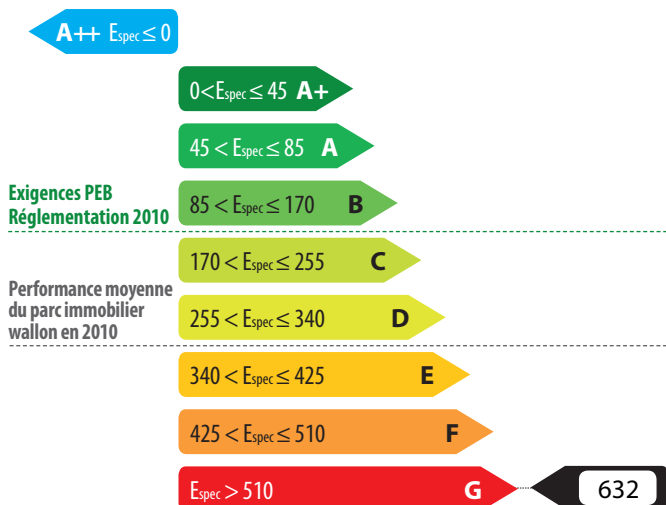 A++ Espec ≤ 0
0<Espec ≤ 45 A+
45 < Espec ≤ 85 A
Exigences PEB
Réglementation 2010
85 < Espec ≤ 170 B
170 < Espec ≤ 255 C
Performance moyenne
du parc immobilier
wallon en 2010
255 < Espec ≤ 340 D
340 < Espec ≤ 425 E
425 < Espec ≤ 510 F
Espec > 510 G
632